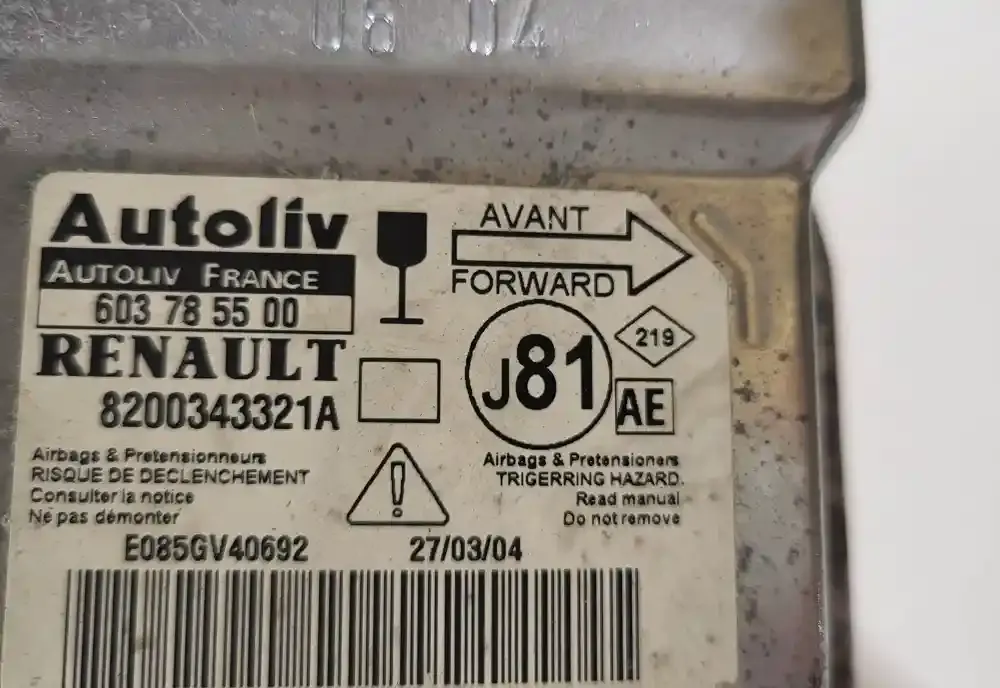 Autoliv
AUTOLIV FRANCE
603 78 55 00
RENAULT
8200343321A
AVANT
FORWARD
219
J81
AE
Airbags & Pretensionneurs
RISQUE DE DECLENCHEMENT
Consulter la notice
Ne pas démonter
Airbags & Pretensioners
TRIGERRING HAZARD.
Read manual
Do not remove
E085GV40692 27/03/04